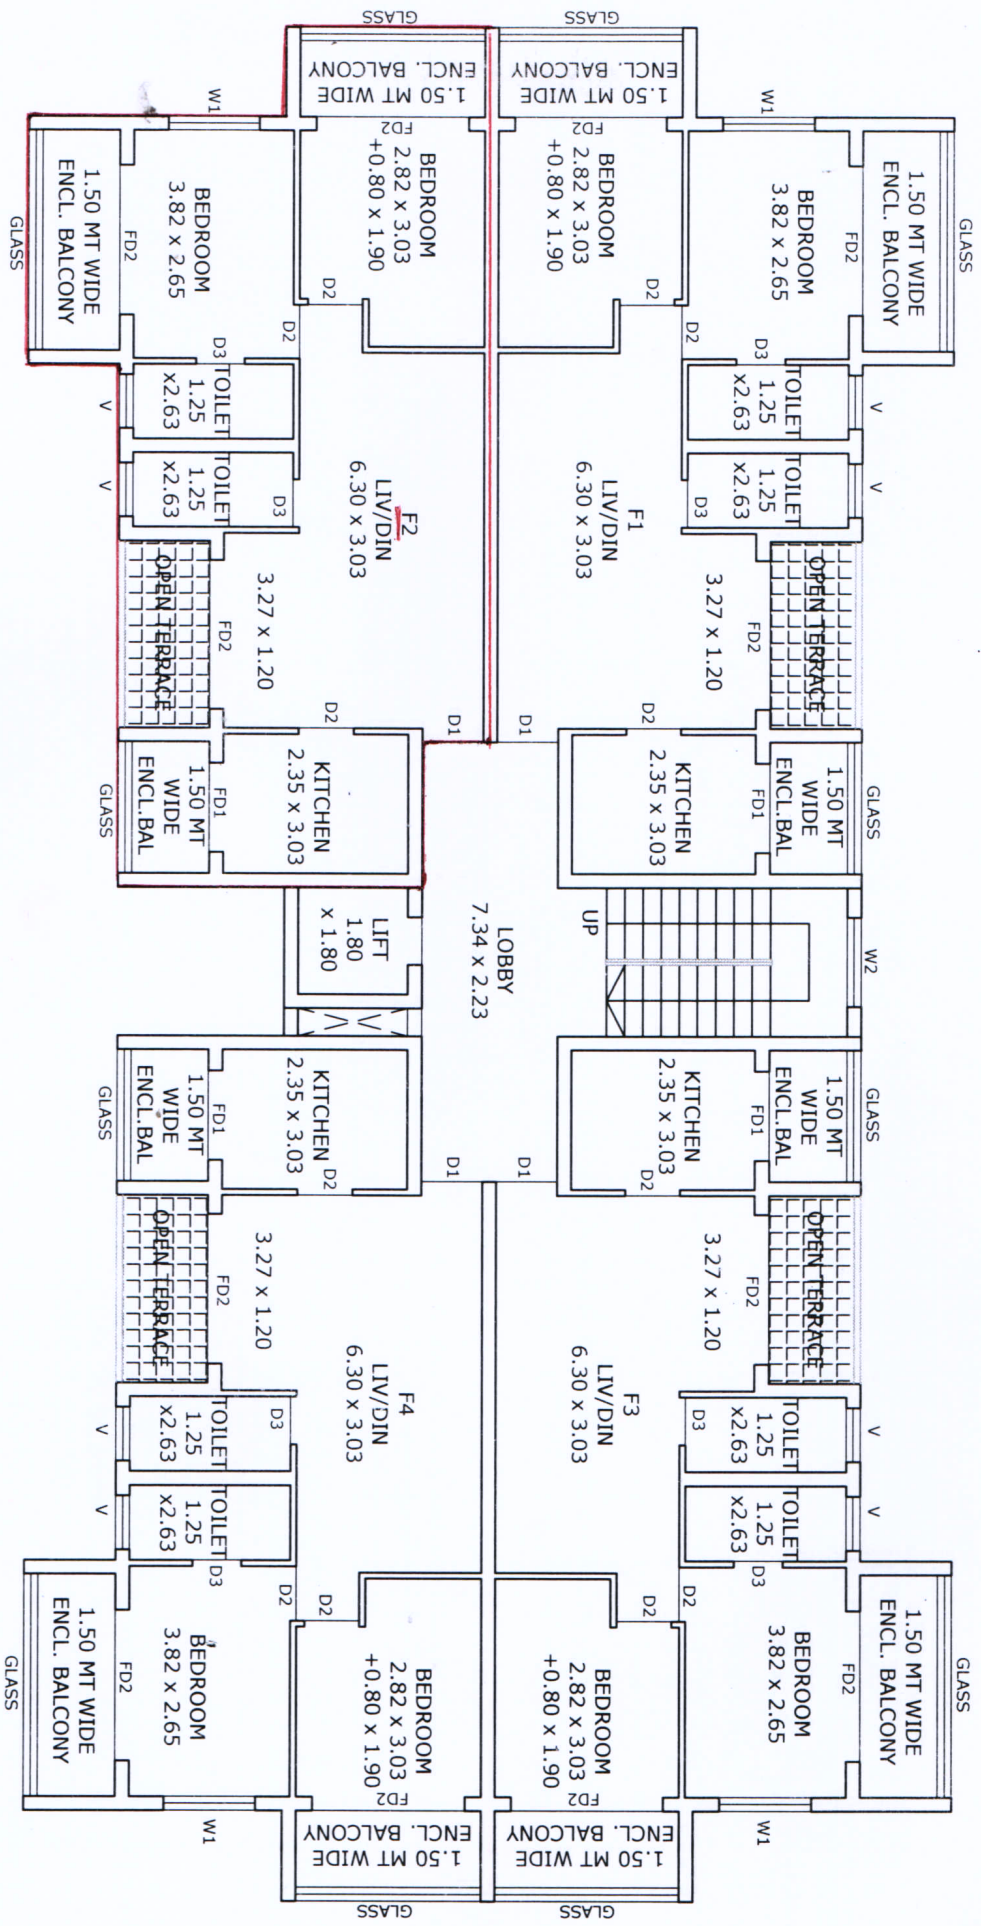 GLASS
1.50 MT WIDE
ENCL. BALCONY
FD2
W1
BEDROOM
3.82 x 2.65
D3
D2
V
TOILET
1.25
x2.63
V
TOILET
1.25
x2.63
D3
OPEN TERRACE
FD2
3.27 x 1.20
GLASS
1.50 MT
WIDE
ENCL.BAL
FD1
KITCHEN
2.35 x 3.03
D2
D1
F1
LIV/DIN
6.30 x 3.03
D2
BEDROOM
2.82 x 3.03
+0.80 x 1.90
FD2
1.50 MT WIDE
ENCL. BALCONY
GLASS
W2
UP
LOBBY
7.34 x 2.23
LIFT
1.80
x 1.80
GLASS
1.50 MT
WIDE
ENCL.BAL
FD1
KITCHEN
2.35 x 3.03
D2
D1
OPEN TERRACE
FD2
3.27 x 1.20
F3
LIV/DIN
6.30 x 3.03
V
TOILET
1.25
x2.63
D3
V
TOILET
1.25
x2.63
GLASS
1.50 MT WIDE
ENCL. BALCONY
FD2
D3
BEDROOM
3.82 x 2.65
W1
D2
D2
BEDROOM
2.82 x 3.03
+0.80 x 1.90
FD2
1.50 MT WIDE
ENCL. BALCONY
GLASS
GLASS
1.50 MT WIDE
ENCL. BALCONY
FD2
BEDROOM
2.82 x 3.03
+0.80 x 1.90
D2
D2
F2
LIV/DIN
6.30 x 3.03
D1
D2
3.27 x 1.20
KITCHEN
2.35 x 3.03
W1
BEDROOM
3.82 x 2.65
D3
FD2
1.50 MT WIDE
ENCL. BALCONY
GLASS
TOILET
1.25
x2.63
V
D3
TOILET
1.25
x2.63
V
FD2
OPEN TERRACE
FD1
1.50 MT
WIDE
ENCL.BAL
GLASS
D1
F4
LIV/DIN
6.30 x 3.03
KITCHEN
2.35 x 3.03
D2
3.27 x 1.20
FD1
1.50 MT
WIDE
ENCL.BAL
GLASS
FD2
OPEN TERRACE
D3
TOILET
1.25
x2.63
V
TOILET
1.25
x2.63
V
D2
D2
BEDROOM
2.82 x 3.03
+0.80 x 1.90
FD2
1.50 MT WIDE
ENCL. BALCONY
GLASS
D3
BEDROOM
3.82 x 2.65
W1
FD2
1.50 MT WIDE
ENCL. BALCONY
GLASS